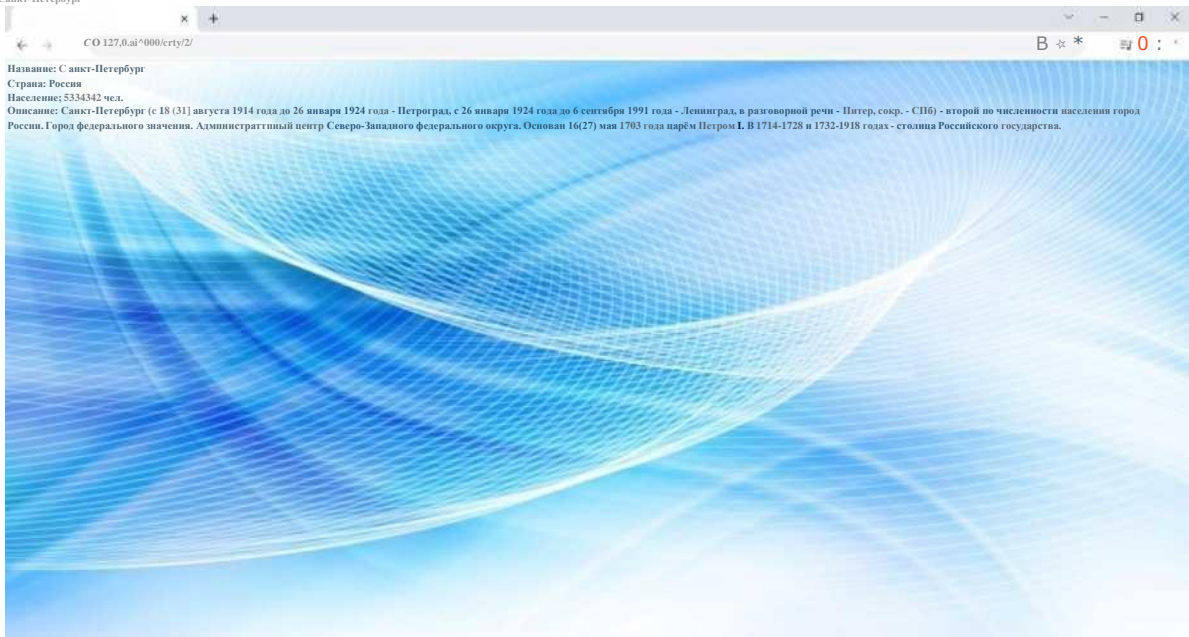 Санкт-Петербург
× +
C O 127,0.ai^000/crty/2/
B ☆ * 0 :
Название: С анкт-Петербург
Страна: Россия
Население; 5334342 чел.
Описание: Санкт-Петербург (с 18 (31] августа 1914 года до 26 января 1924 года - Петроград, с 26 января 1924 года до 6 сентября 1991 года - Ленинград, в разговорной речи - Питер, сокр. - СПб) - второй по численности населения город
России. Город федерального значения. Администраттпиый центр Северо-Западного федерального округа. Основан 16(27) мая 1703 года царём Петром I. В 1714-1728 и 1732-1918 годах - столица Российского государства.